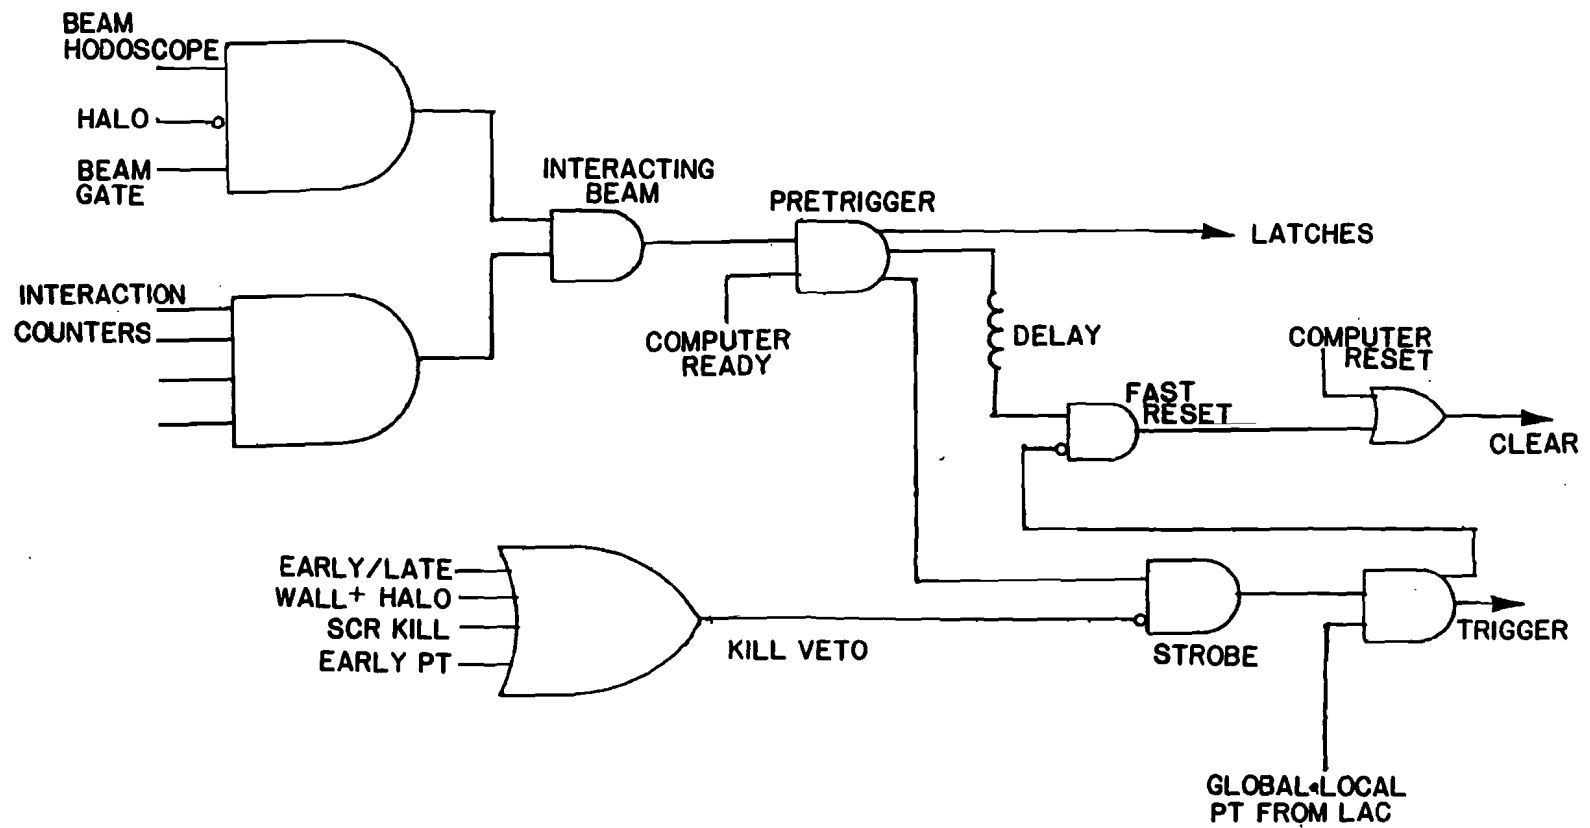 BEAM
HODOSCOPE
HALO
BEAM
GATE
INTERACTING
BEAM
PRETRIGGER
LATCHES
INTERACTION
COUNTERS
COMPUTER
READY
DELAY
COMPUTER
RESET
FAST
RESET
CLEAR
EARLY/LATE
WALL+ HALO
SCR KILL
EARLY PT
KILL VETO
STROBE
TRIGGER
GLOBAL•LOCAL
PT FROM LAC